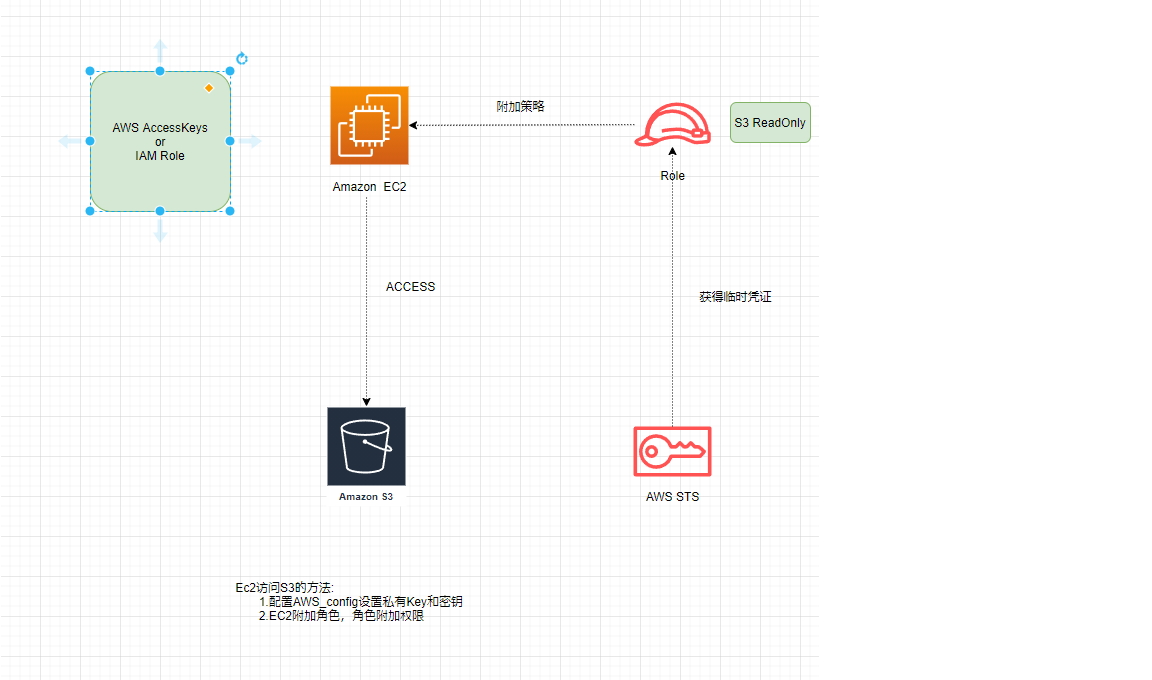 AWS AccessKeys
or
IAM Role
附加策略
S3 ReadOnly
Role
Amazon  EC2
ACCESS
获得临时凭证
Amazon S3
AWS STS
Ec2访问S3的方法:
1.配置AWS_config设置私有Key和密钥
2.EC2附加角色，角色附加权限